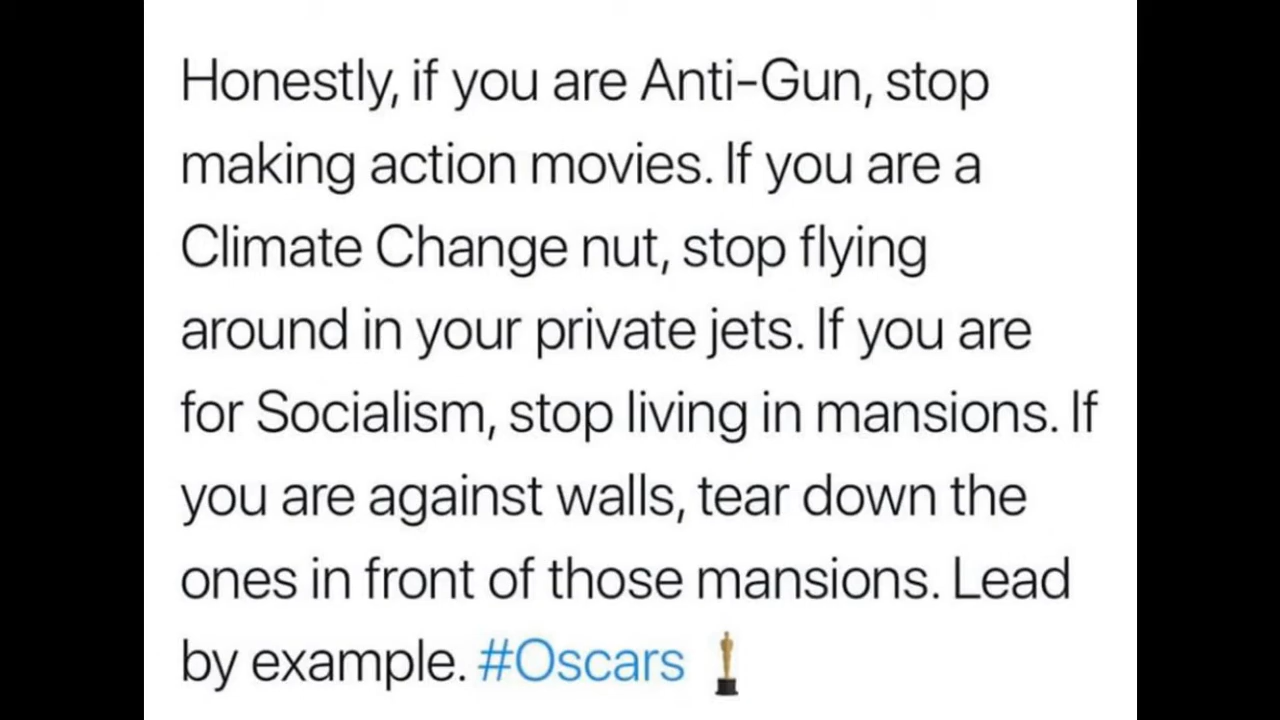 Honestly, if you are Anti-Gun, stop
making action movies. If you are a
Climate Change nut, stop flying
around in your private jets. If you are
for Socialism, stop living in mansions. If
you are against walls, tear down the
ones in front of those mansions. Lead
by example. #Oscars